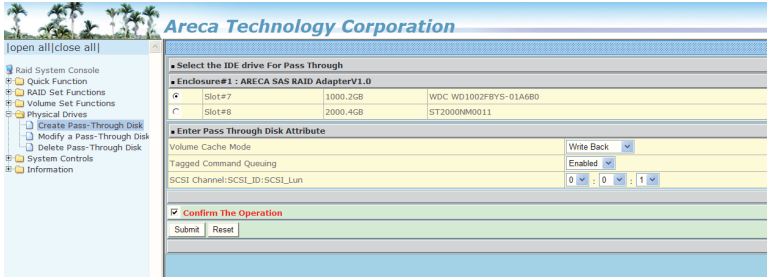 Areca Technology Corporation
|open all|close all|
Raid System Console
Quick Function
RAID Set Functions
Volume Set Functions
Physical Drives
Create Pass-Through Disk
Modify a Pass-Through Disk
Delete Pass-Through Disk
System Controls
Information
Select the IDE drive For Pass Through
Enclosure#1 : ARECA SAS RAID AdapterV1.0
Slot#7 1000.2GB WDC WD1002FBYS-01A6B0
Slot#8 2000.4GB ST2000NM0011
Enter Pass Through Disk Attribute
Volume Cache Mode Write Back
Tagged Command Queuing Enabled
SCSI Channel:SCSI_ID:SCSI_Lun 0 : 0 : 1
Confirm The Operation
Submit Reset